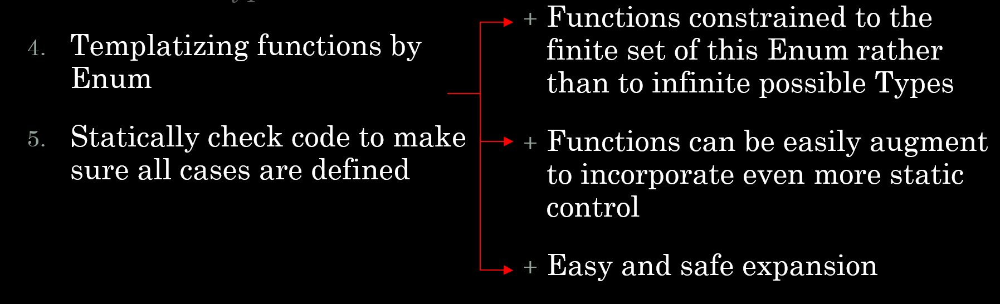 4. Templatizing functions by
Enum
5. Statically check code to make
sure all cases are defined
+ Functions constrained to the
finite set of this Enum rather
than to infinite possible Types
+ Functions can be easily augment
to incorporate even more static
control
+ Easy and safe expansion